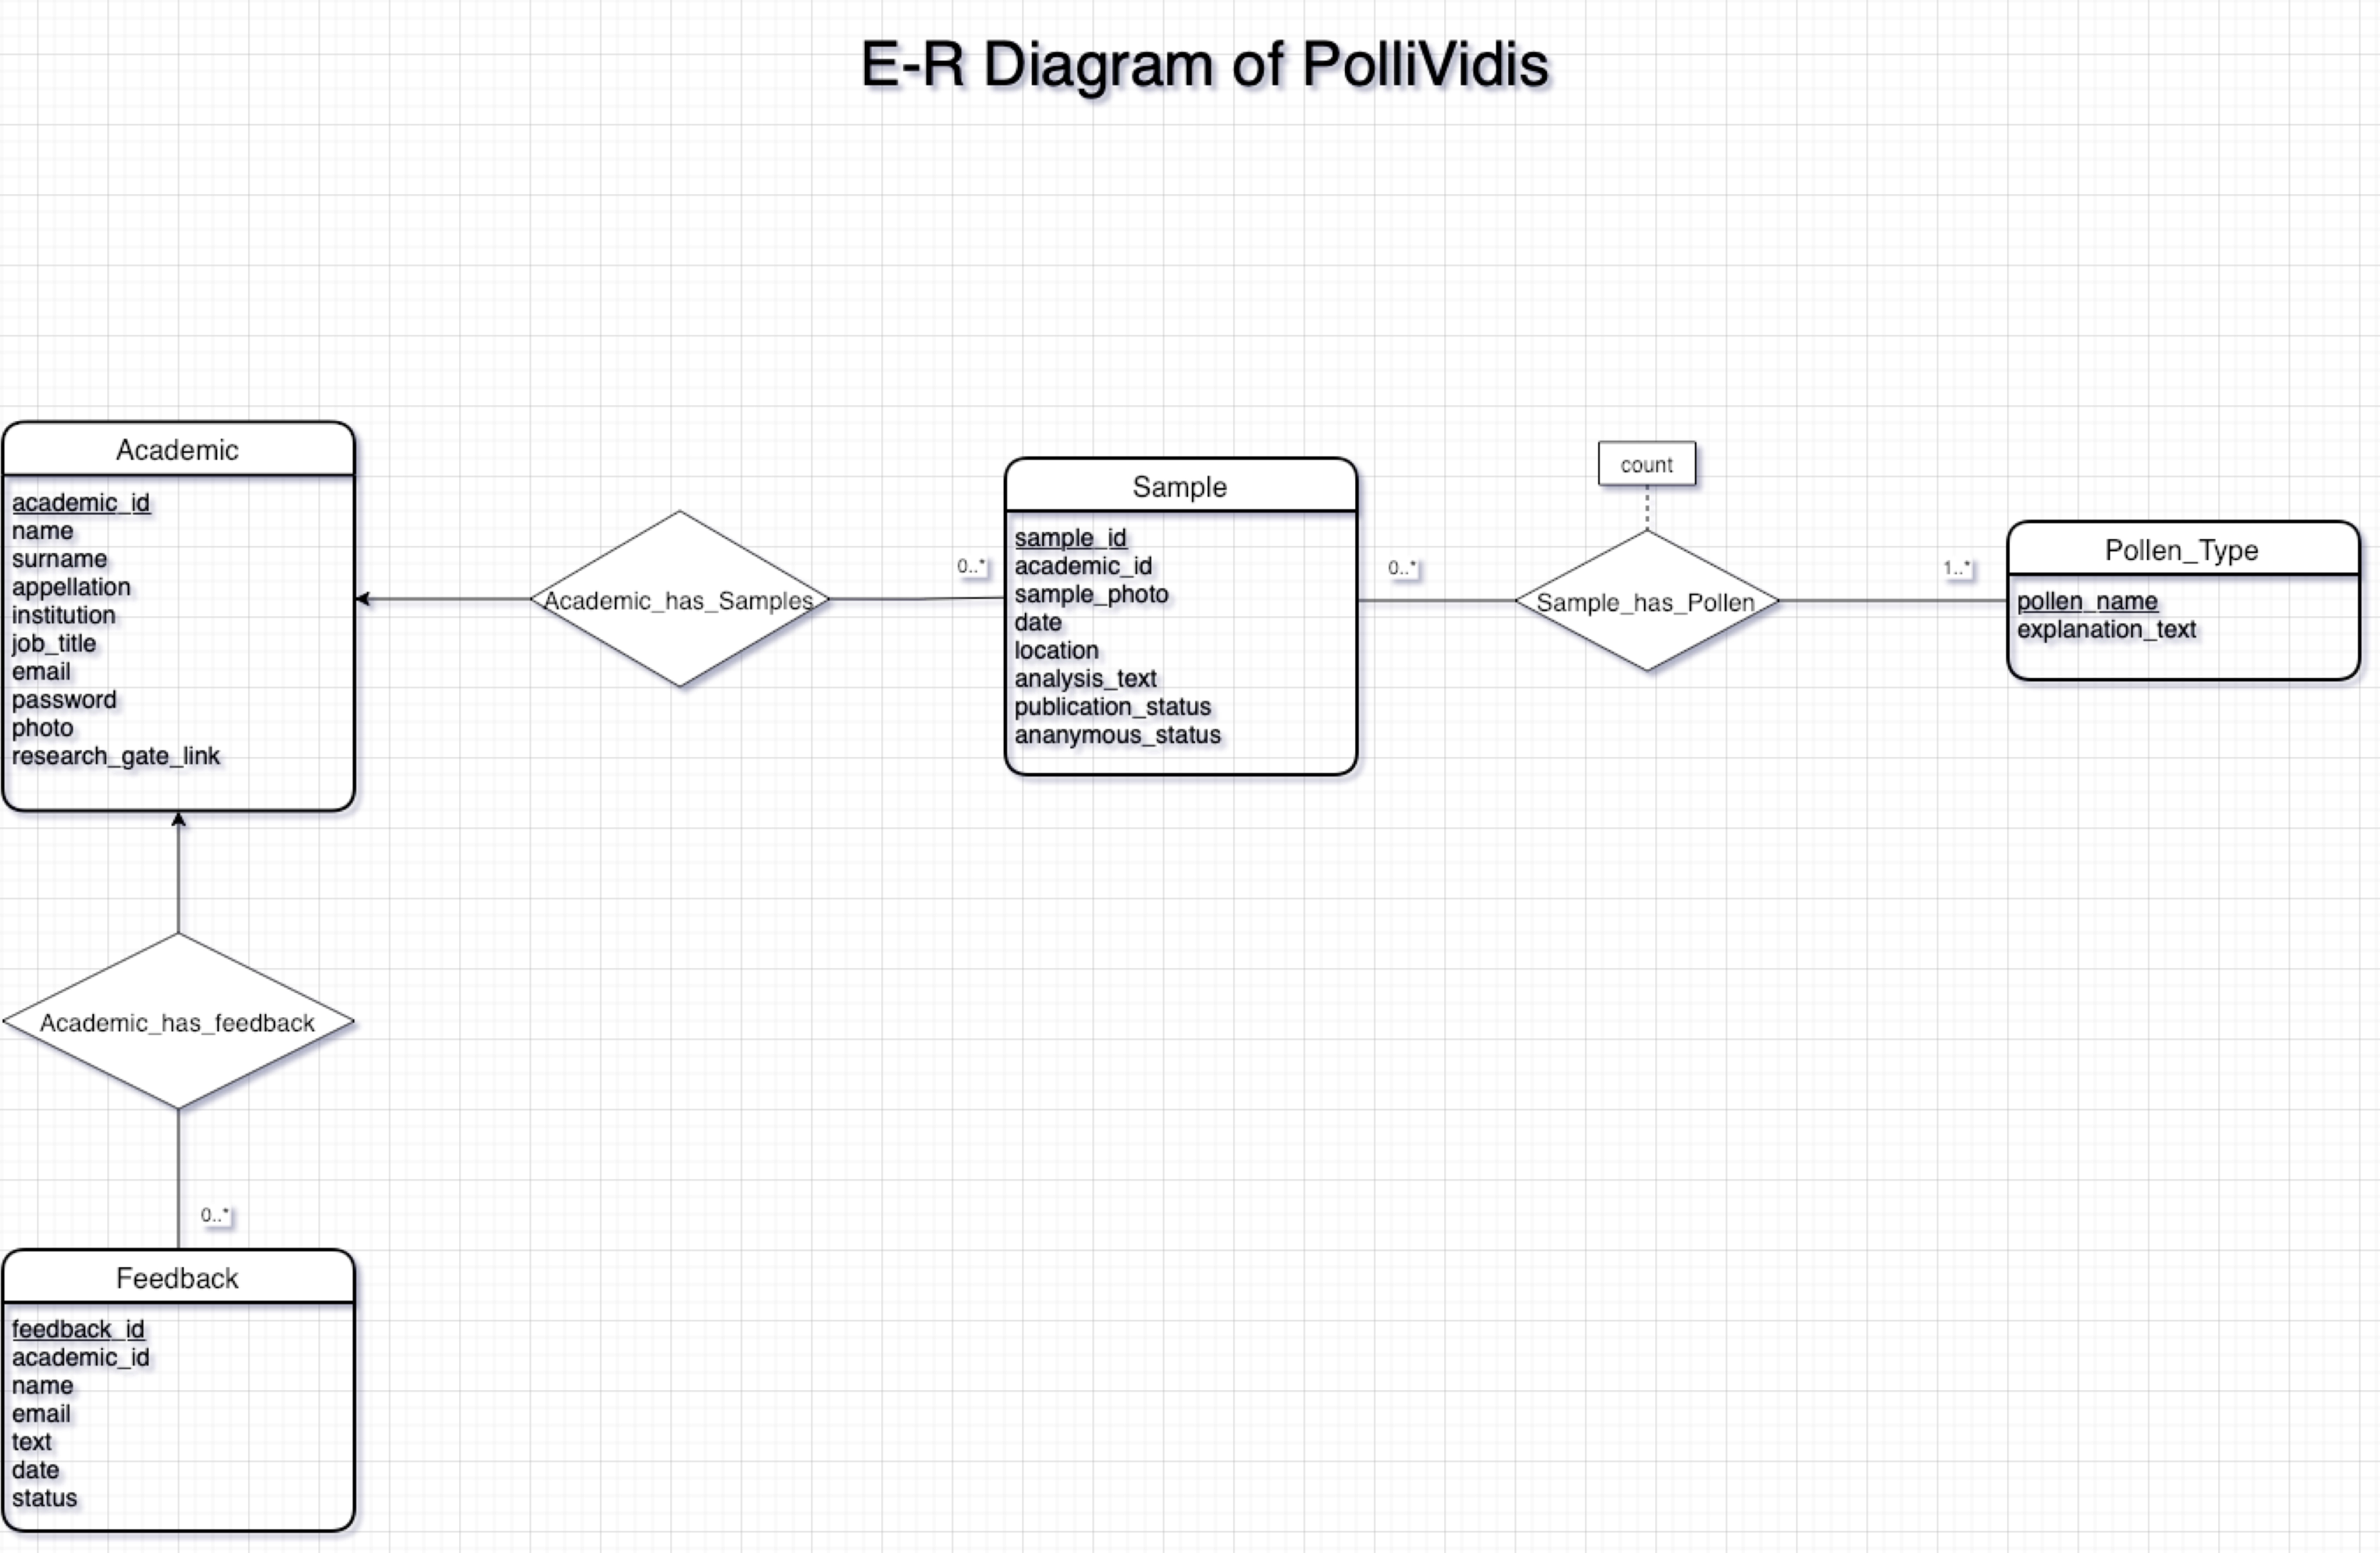 E-R Diagram of PolliVidis
Academic
academic_id
name
surname
appellation
institution
job_title
email
password
photo
research_gate_link
Academic_has_Samples
0..*
Sample
sample_id
academic_id
sample_photo
date
location
analysis_text
publication_status
ananymous_status
0..*
count
Sample_has_Pollen
1..*
Pollen_Type
pollen_name
explanation_text
Academic_has_feedback
0..*
Feedback
feedback_id
academic_id
name
email
text
date
status